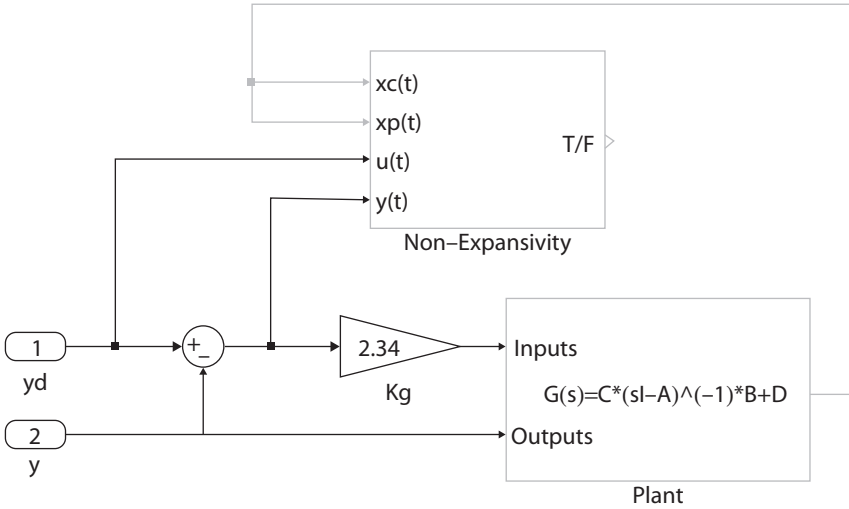 xc(t)
xp(t)
T/F
u(t)
y(t)
Non–Expansivity
1
+
–
2.34
Inputs
yd
Kg
G(s)=C*(sI–A)^(–1)*B+D
2
Outputs
y
Plant